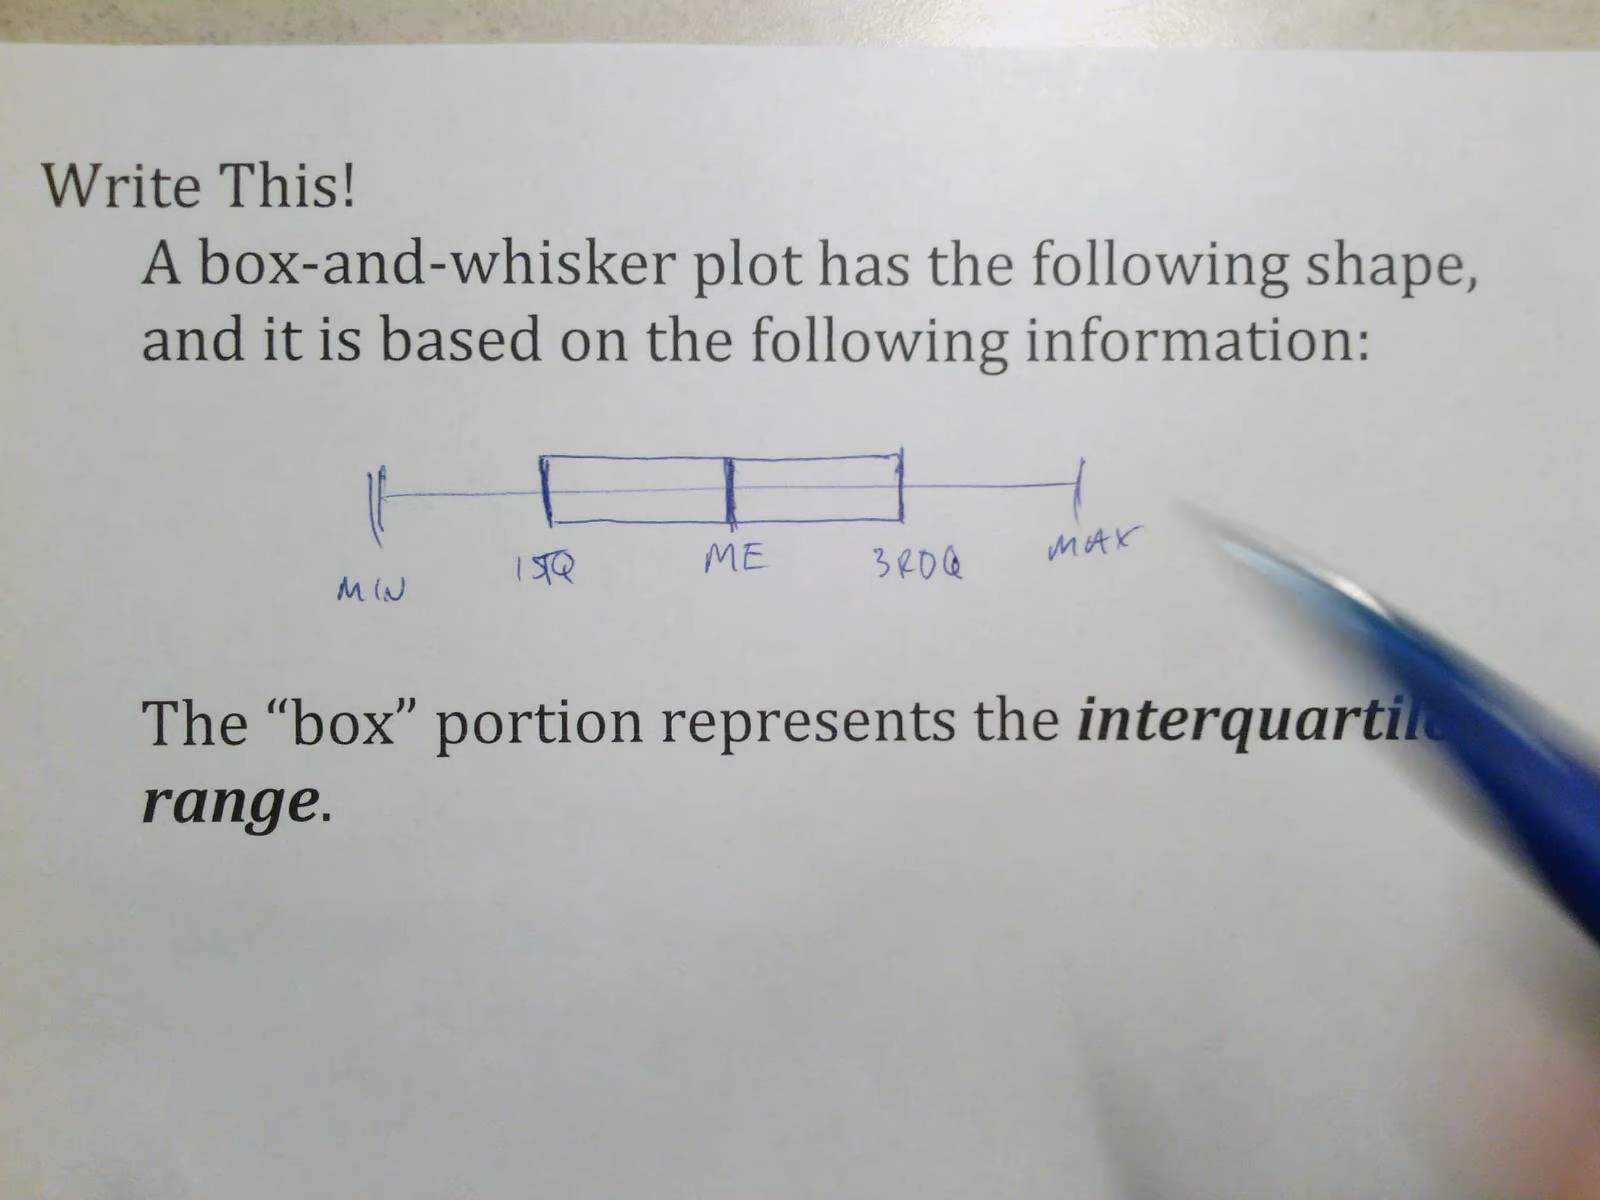 Write This!
A box-and-whisker plot has the following shape,
and it is based on the following information:
MIN 1STQ ME 3RDQ MAX
The “box” portion represents the interquartile
range.